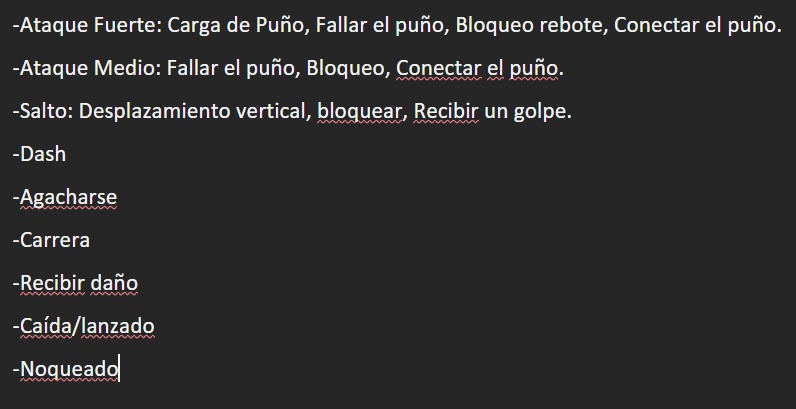 -Ataque Fuerte: Carga de Puño, Fallar el puño, Bloqueo rebote, Conectar el puño.
-Ataque Medio: Fallar el puño, Bloqueo, Conectar el puño.
-Salto: Desplazamiento vertical, bloquear, Recibir un golpe.
-Dash
-Agacharse
-Carrera
-Recibir daño
-Caída/lanzado
-Noqueado